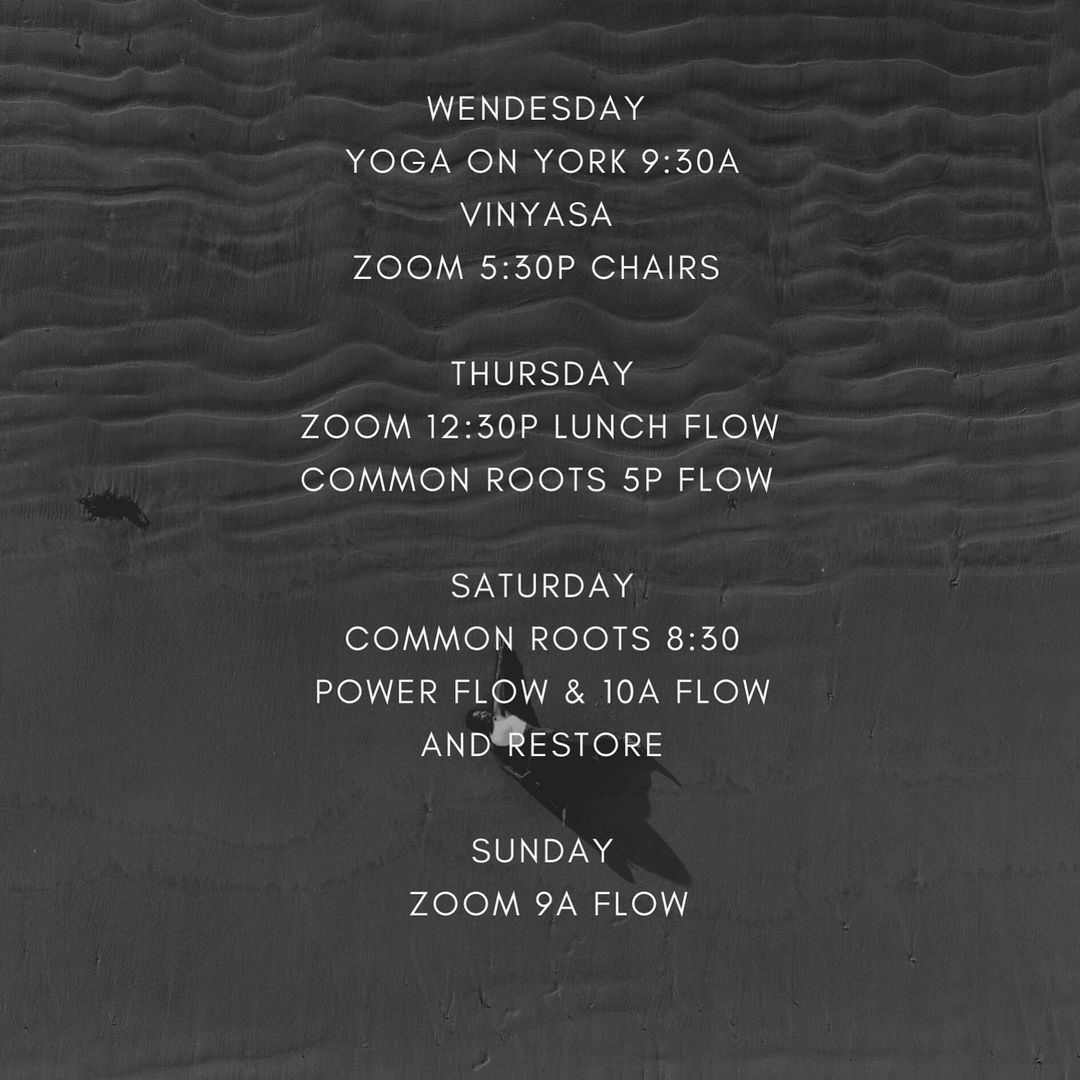 WENDESDAY
YOGA ON YORK 9:30A
VINYASA
ZOOM 5:30P CHAIRS
THURSDAY
ZOOM 12:30P LUNCH FLOW
COMMON ROOTS 5P FLOW
SATURDAY
COMMON ROOTS 8:30
POWER FLOW & 10A FLOW
AND RESTORE
SUNDAY
ZOOM 9A FLOW